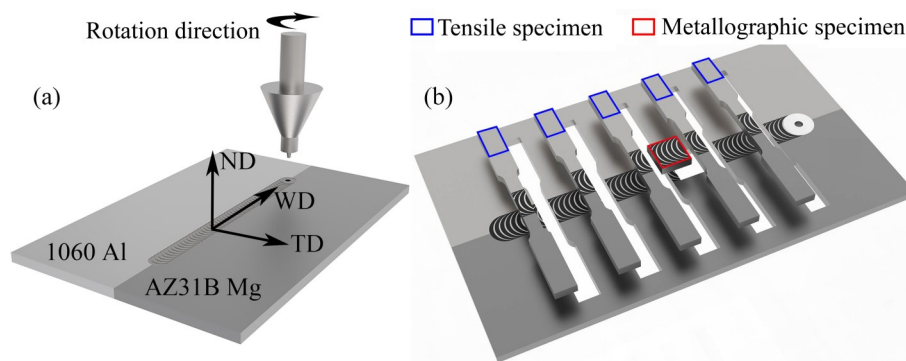 Rotation direction
(a)
ND
WD
TD
1060 Al
AZ31B Mg
Tensile specimen
Metallographic specimen
(b)